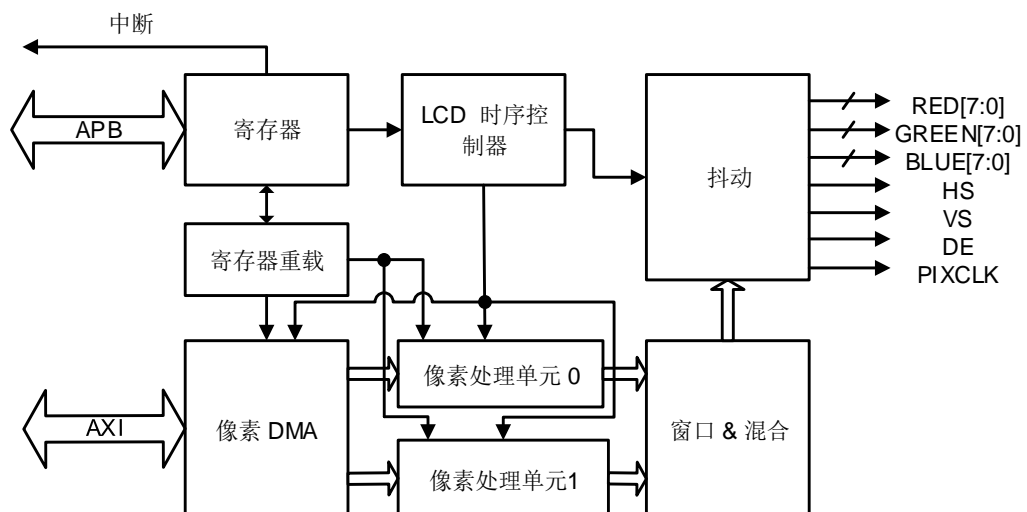 中断
APB
寄存器
LCD 时序控
制器
抖动
RED[7:0]
GREEN[7:0]
BLUE[7:0]
HS
VS
DE
PIXCLK
寄存器重载
AXI
像素 DMA
像素处理单元 0
像素处理单元1
窗口 & 混合